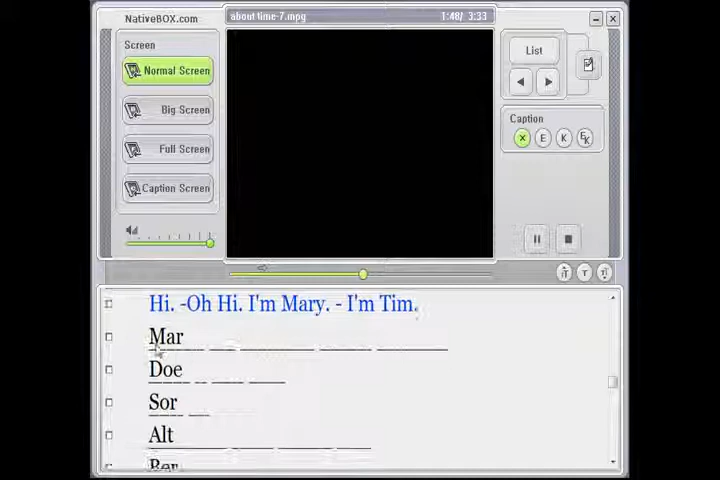 NativeBOX.com
about time-7.mpg 1:48/ 3:33
Screen
Normal Screen
Big Screen
Full Screen
Caption Screen
List
Caption
X E K EK
T T T
Hi. -Oh Hi. I'm Mary. - I'm Tim.
Mar
Doe
Sor
Alt
Ber